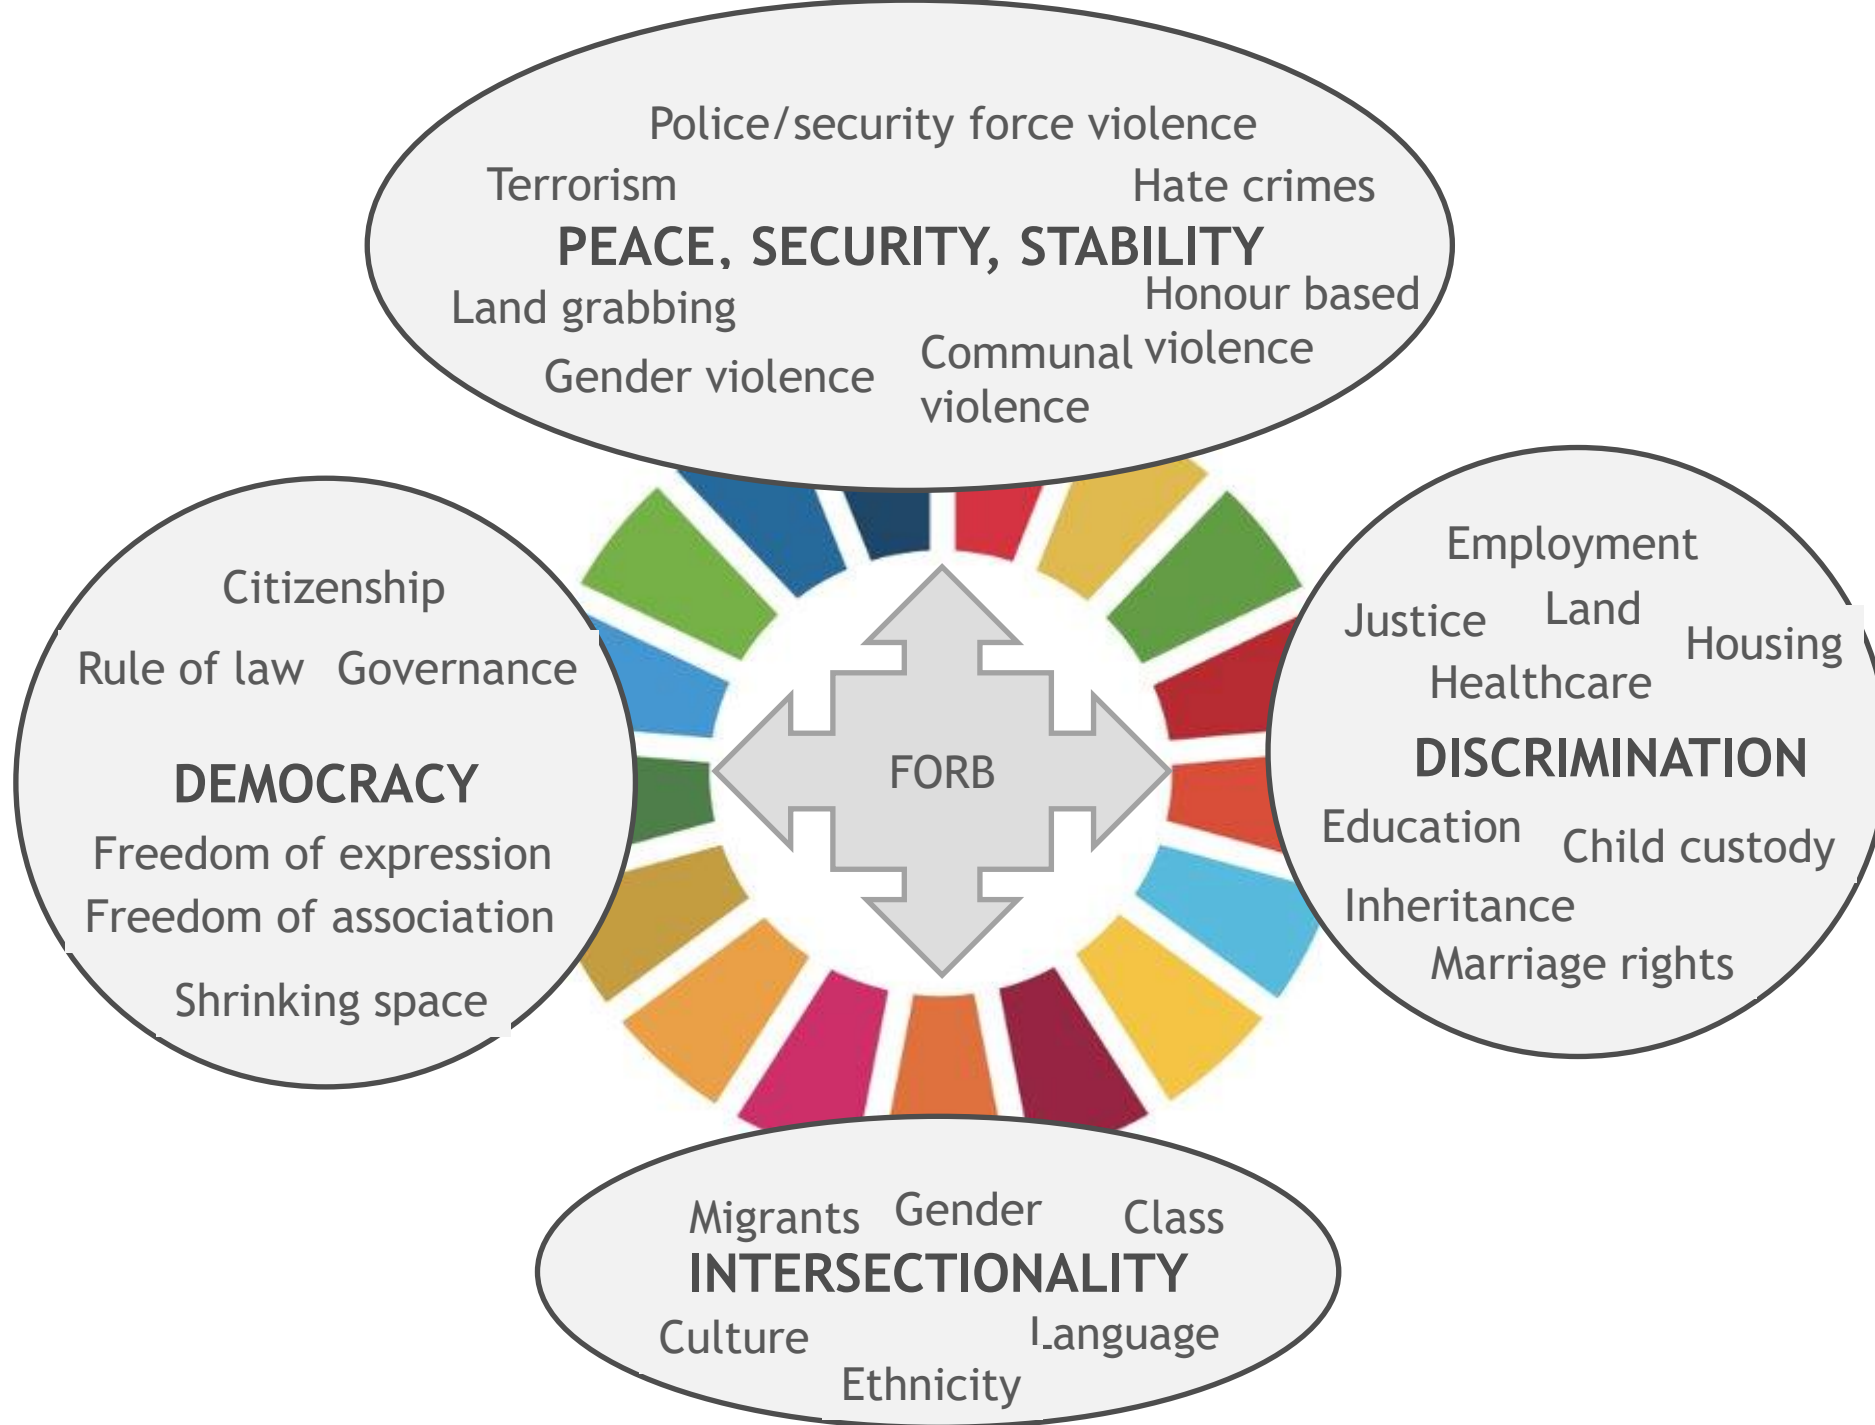 Police/security force violence
Terrorism
Hate crimes
PEACE, SECURITY, STABILITY
Land grabbing
Honour based
violence
Gender violence
Communal
violence
Citizenship
Rule of law
Governance
DEMOCRACY
Freedom of expression
Freedom of association
Shrinking space
FORB
Employment
Justice
Land
Housing
Healthcare
DISCRIMINATION
Education
Child custody
Inheritance
Marriage rights
Migrants
Gender
Class
INTERSECTIONALITY
Culture
Language
Ethnicity